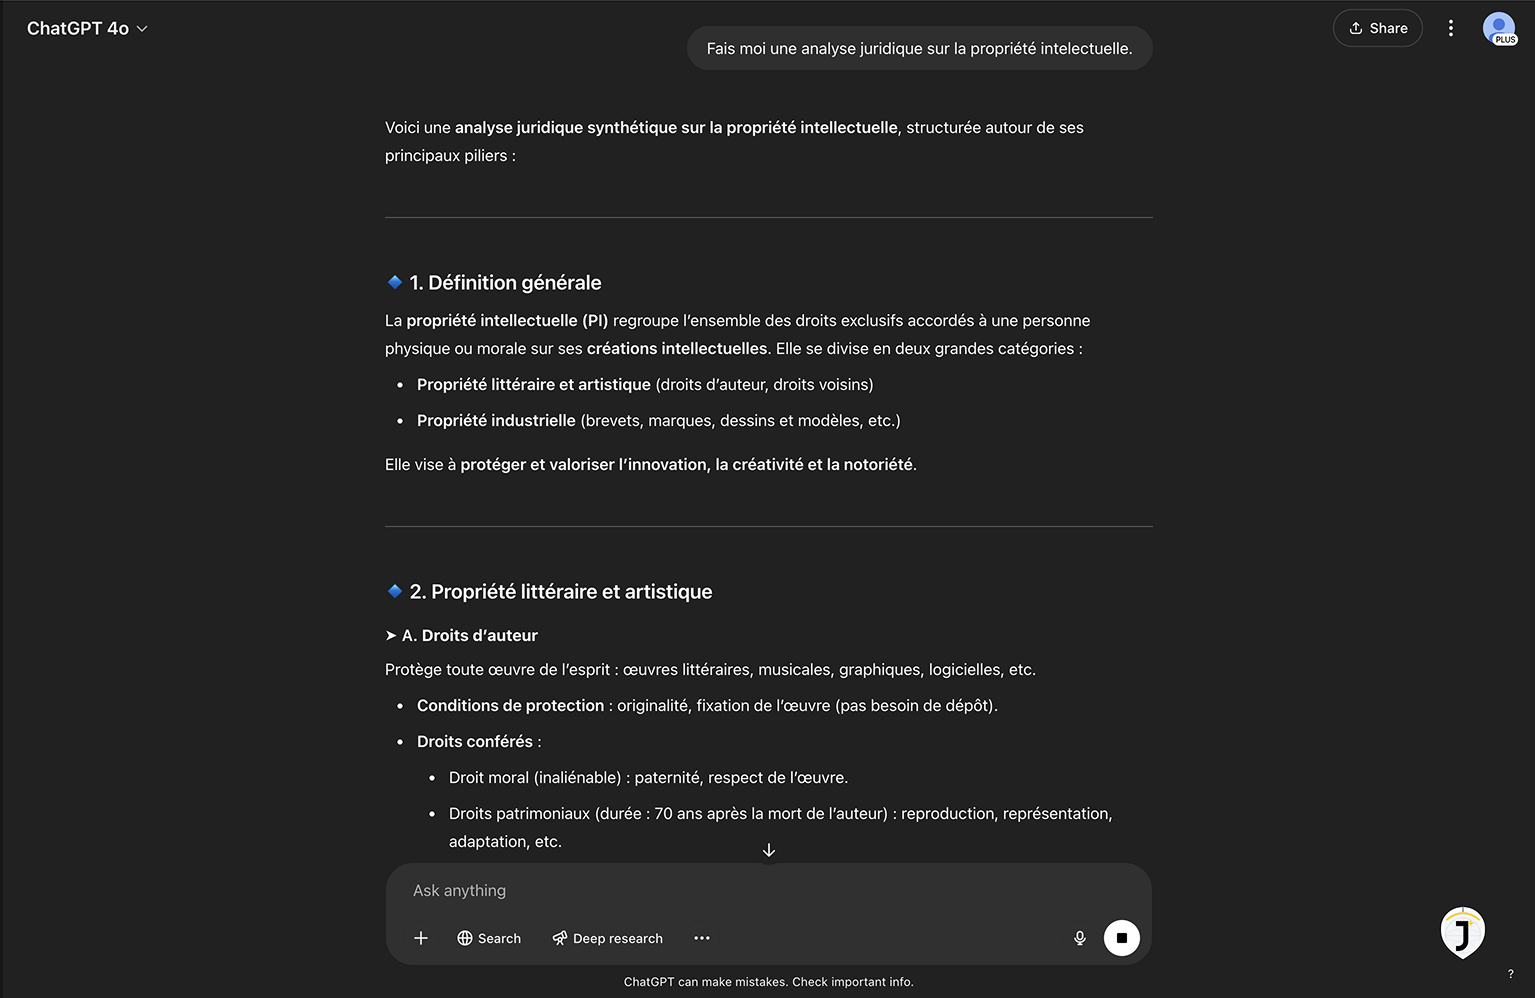 ChatGPT 4o
Share
PLUS
Fais moi une analyse juridique sur la propriété intelectuelle.
Voici une analyse juridique synthétique sur la propriété intellectuelle, structurée autour de ses
principaux piliers :
1. Définition générale
La propriété intellectuelle (PI) regroupe l’ensemble des droits exclusifs accordés à une personne
physique ou morale sur ses créations intellectuelles. Elle se divise en deux grandes catégories :
• Propriété littéraire et artistique (droits d’auteur, droits voisins)
• Propriété industrielle (brevets, marques, dessins et modèles, etc.)
Elle vise à protéger et valoriser l’innovation, la créativité et la notoriété.
2. Propriété littéraire et artistique
➤ A. Droits d’auteur
Protège toute œuvre de l’esprit : œuvres littéraires, musicales, graphiques, logicielles, etc.
• Conditions de protection : originalité, fixation de l’œuvre (pas besoin de dépôt).
• Droits conférés :
• Droit moral (inaliénable) : paternité, respect de l’œuvre.
• Droits patrimoniaux (durée : 70 ans après la mort de l’auteur) : reproduction, représentation,
adaptation, etc.
Ask anything
Search
Deep research
J
ChatGPT can make mistakes. Check important info.
?